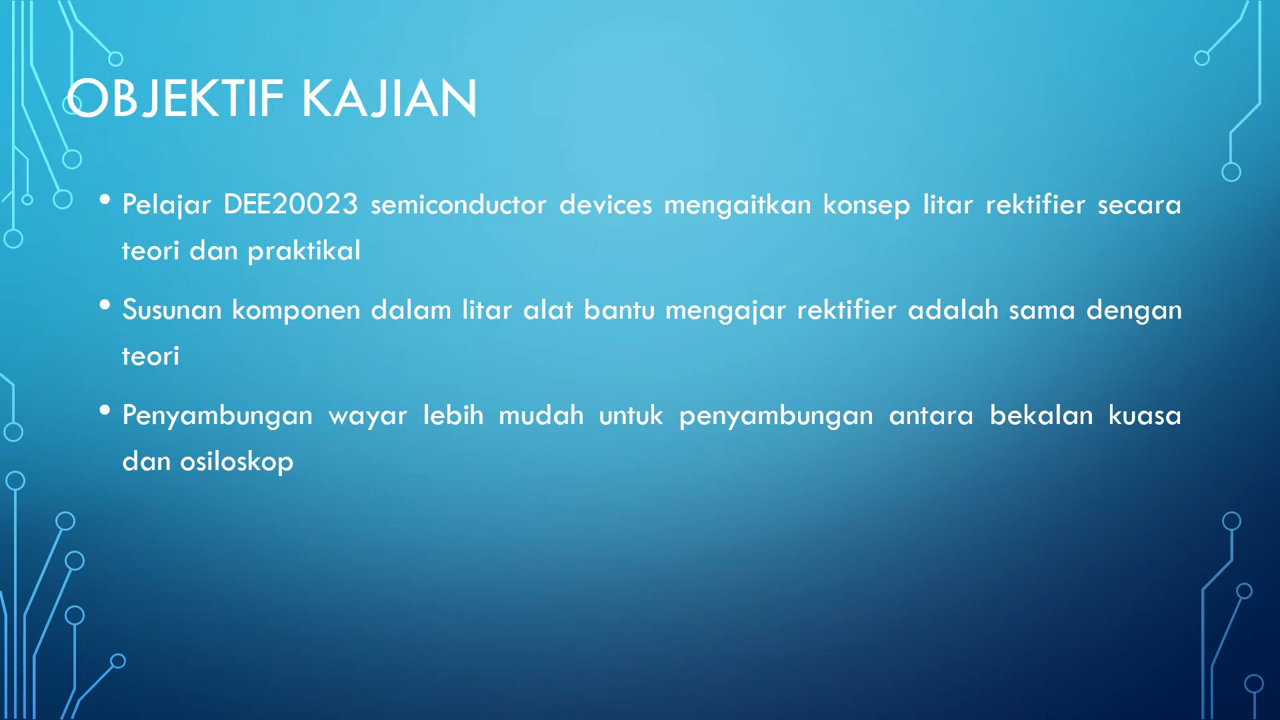 OBJEKTIF KAJIAN
• Pelajar DEE20023 semiconductor devices mengaitkan konsep litar rektifier secara
teori dan praktikal
• Susunan komponen dalam litar alat bantu mengajar rektifier adalah sama dengan
teori
• Penyambungan wayar lebih mudah untuk penyambungan antara bekalan kuasa
dan osiloskop